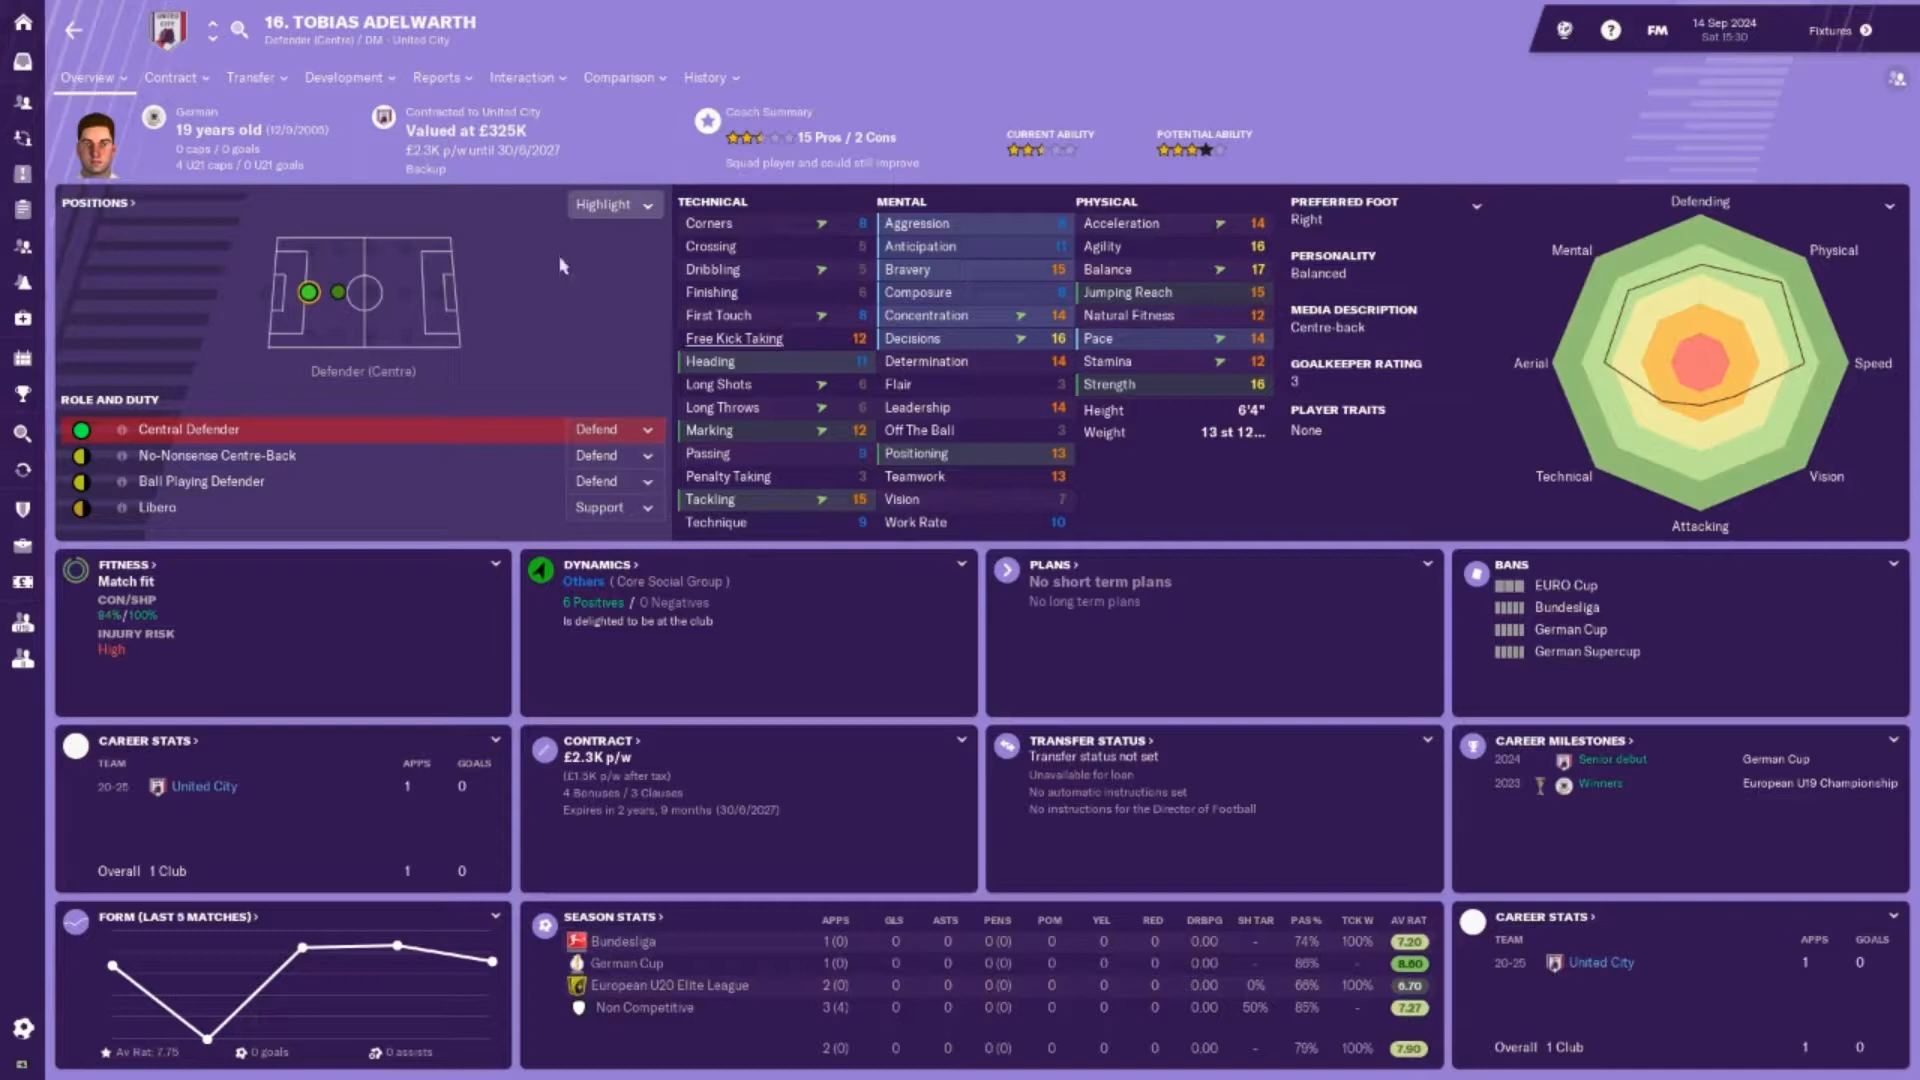 16. TOBIAS ADELWARTH
Defender (Centre) / DM - United City
FM
14 Sep 2024
Sat 15:30
Fixtures
Overview
Contract
Transfer
Development
Reports
Interaction
Comparison
History
German
19 years old (12/9/2005)
0 caps / 0 goals
4 U21 caps / 0 U21 goals
Contracted to United City
Valued at £325K
£2.3K p/w until 30/6/2027
Backup
Coach Summary
15 Pros / 2 Cons
Squad player and could still improve
CURRENT ABILITY
POTENTIAL ABILITY
POSITIONS
Highlight
Defender (Centre)
ROLE AND DUTY
Central Defender Defend
No-Nonsense Centre-Back Defend
Ball Playing Defender Defend
Libero Support
TECHNICAL
Corners 8
Crossing 5
Dribbling 5
Finishing 6
First Touch 8
Free Kick Taking 12
Heading 11
Long Shots 6
Long Throws 6
Marking 12
Passing 9
Penalty Taking 3
Tackling 15
Technique 9
MENTAL
Aggression
Anticipation 11
Bravery 15
Composure 8
Concentration 14
Decisions 16
Determination 14
Flair 3
Leadership 14
Off The Ball 3
Positioning 13
Teamwork 13
Vision 7
Work Rate 10
PHYSICAL
Acceleration 14
Agility 16
Balance 17
Jumping Reach 15
Natural Fitness 12
Pace 14
Stamina 12
Strength 16
Height 6'4"
Weight 13 st 12...
PREFERRED FOOT
Right
PERSONALITY
Balanced
MEDIA DESCRIPTION
Centre-back
GOALKEEPER RATING
3
PLAYER TRAITS
None
Defending
Physical
Speed
Vision
Attacking
Technical
Aerial
Mental
FITNESS
Match fit
CON/SHP
94%/100%
INJURY RISK
High
DYNAMICS
Others ( Core Social Group )
6 Positives / 0 Negatives
Is delighted to be at the club
PLANS
No short term plans
No long term plans
BANS
EURO Cup
Bundesliga
German Cup
German Supercup
CAREER STATS
TEAM APPS GOALS
20-25 United City 1 0
Overall 1 Club 1 0
CONTRACT
£2.3K p/w
(£1.5K p/w after tax)
4 Bonuses / 3 Clauses
Expires in 2 years, 9 months (30/6/2027)
TRANSFER STATUS
Transfer status not set
Unavailable for loan
No automatic instructions set
No instructions for the Director of Football
CAREER MILESTONES
2024 Senior debut German Cup
2023 Winners European U19 Championship
FORM (LAST 5 MATCHES)
Av Rat: 7.75 0 goals 0 assists
SEASON STATS APPS GLS ASTS PENS POM YEL RED DRBPG SH TAR PAS% TCK W AV RAT
Bundesliga 1 (0) 0 0 0 (0) 0 0 0 0.00 - 74% 100% 7.20
German Cup 1 (0) 0 0 0 (0) 0 0 0 0.00 - 86% - 8.60
European U20 Elite League 2 (0) 0 0 0 (0) 0 0 0 0.00 0% 66% 100% 6.70
Non Competitive 3 (4) 0 0 0 (0) 0 0 0 0.00 50% 85% - 7.27
2 (0) 0 0 0 (0) 0 0 0 0.00 - 79% 100% 7.90
CAREER STATS
TEAM APPS GOALS
20-25 United City 1 0
Overall 1 Club 1 0